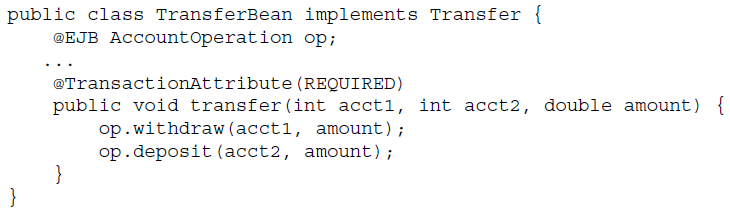 public class TransferBean implements Transfer {
    @EJB AccountOperation op;
   ...
    @TransactionAttribute(REQUIRED)
    public void transfer(int acct1, int acct2, double amount) {
        op.withdraw(acct1, amount);
        op.deposit(acct2, amount);
    }
}